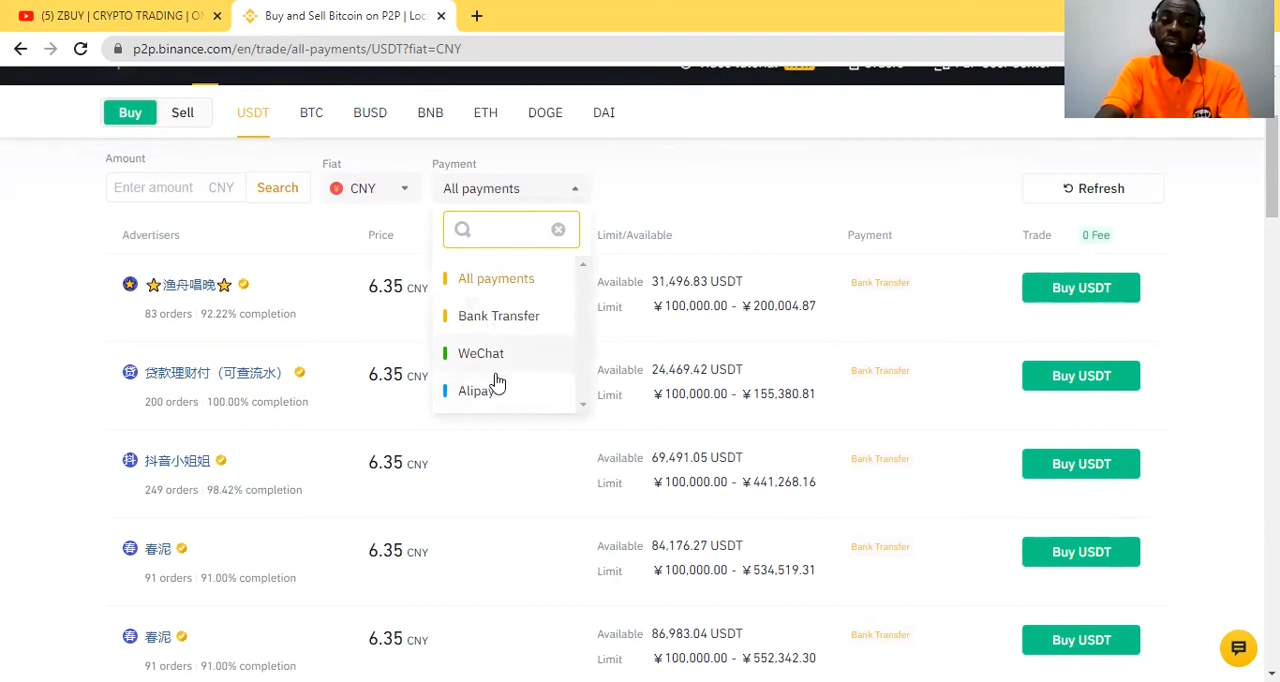 (5) ZBUY | CRYPTO TRADING | O
Buy and Sell Bitcoin on P2P | Loc
p2p.binance.com/en/trade/all-payments/USDT?fiat=CNY
Buy Sell USDT BTC BUSD BNB ETH DOGE DAI
Amount Fiat Payment
Enter amount CNY Search CNY All payments Refresh
Advertisers Price Limit/Available Payment Trade 0 Fee
All payments
Bank Transfer
WeChat
Alipay
⭐渔舟唱晚⭐ 6.35 CNY Available 31,496.83 USDT Bank Transfer Buy USDT
83 orders | 92.22% completion Limit ¥100,000.00 - ¥200,004.87
贷 贷款理财付（可查流水） 6.35 CNY Available 24,469.42 USDT Bank Transfer Buy USDT
200 orders | 100.00% completion Limit ¥100,000.00 - ¥155,380.81
抖 抖音小姐姐 6.35 CNY Available 69,491.05 USDT Bank Transfer Buy USDT
249 orders | 98.42% completion Limit ¥100,000.00 - ¥441,268.16
春 春泥 6.35 CNY Available 84,176.27 USDT Bank Transfer Buy USDT
91 orders | 91.00% completion Limit ¥100,000.00 - ¥534,519.31
春 春泥 6.35 CNY Available 86,983.04 USDT Bank Transfer Buy USDT
91 orders | 91.00% completion Limit ¥100,000.00 - ¥552,342.30